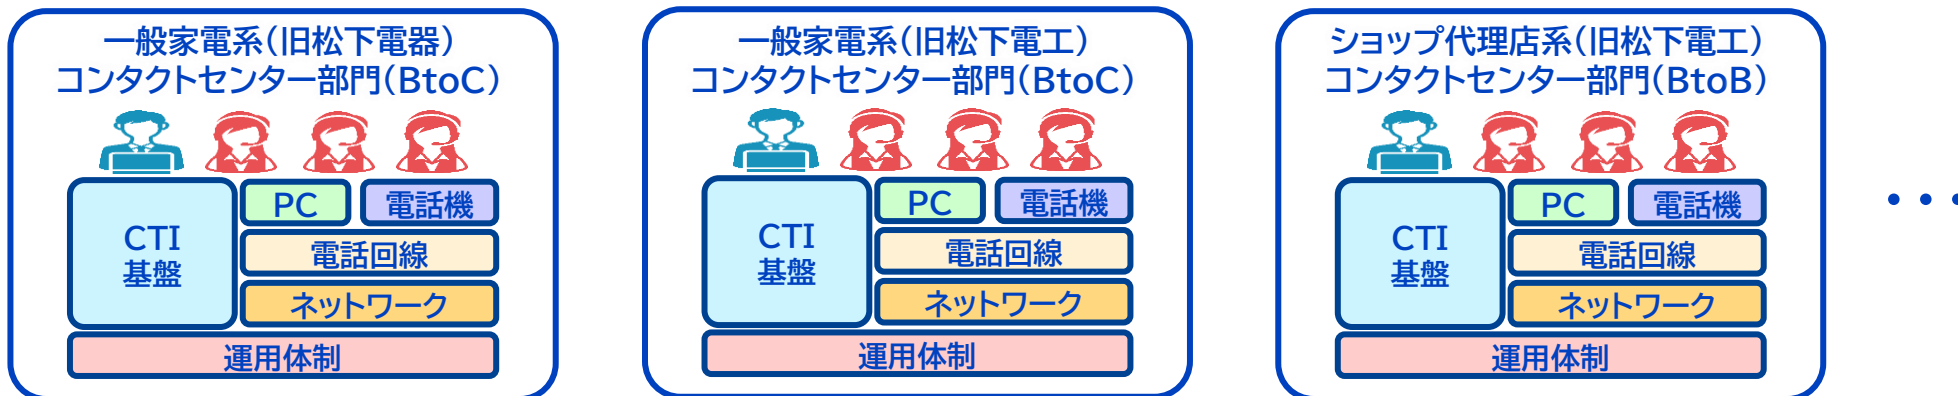 一般家電系(旧松下電器)
コンタクトセンター部門(BtoC)
CTI
基盤
PC
電話機
電話回線
ネットワーク
運用体制
一般家電系(旧松下電工)
コンタクトセンター部門(BtoC)
CTI
基盤
PC
電話機
電話回線
ネットワーク
運用体制
ショップ代理店系(旧松下電工)
コンタクトセンター部門(BtoB)
CTI
基盤
PC
電話機
電話回線
ネットワーク
運用体制
・・・